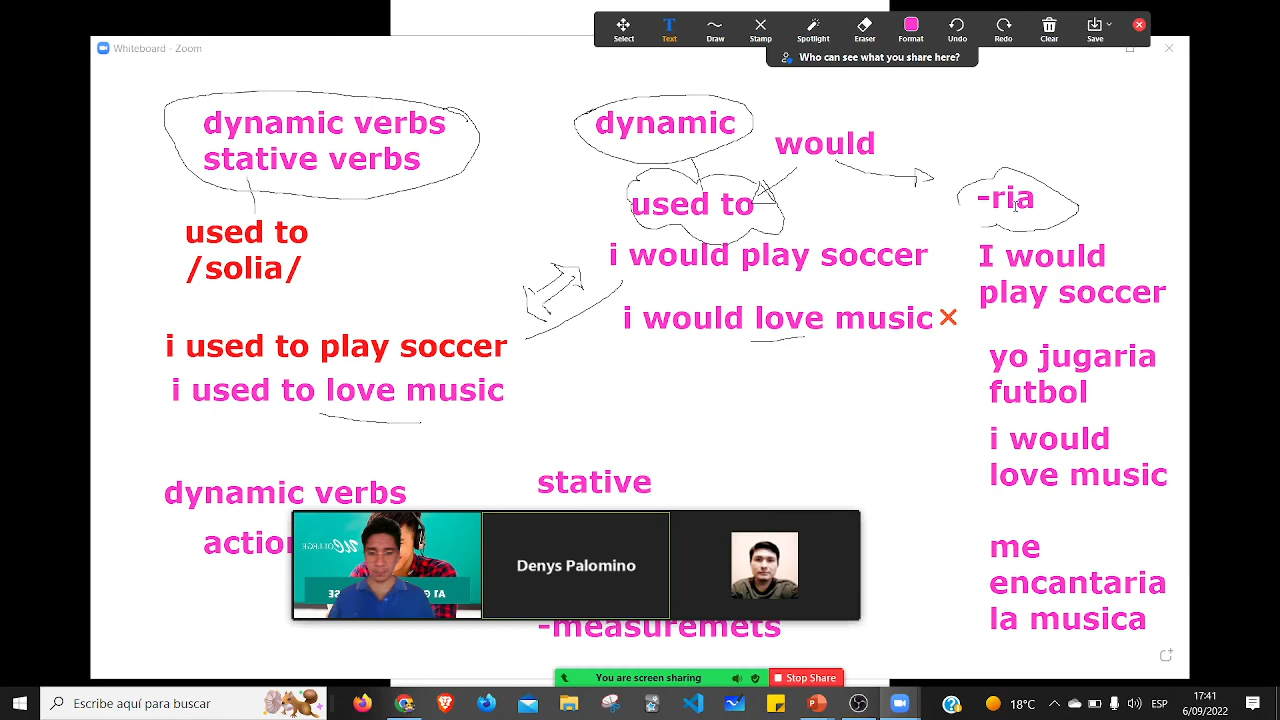 Select
Text
Draw
Stamp
Spotlight
Eraser
Format
Undo
Redo
Clear
Save
Whiteboard - Zoom
Who can see what you share here?
dynamic verbs
stative verbs
used to
/solia/
i used to play soccer
i used to love music
dynamic verbs
action
dynamic
would
used to
i would play soccer
i would love music
stative
-measuremets
-ria
I would
play soccer
yo jugaria
futbol
i would
love music
me
encantaria
la musica
Denys Palomino
You are screen sharing
Stop Share
Escribe aquí para buscar
18°C
ESP
17:41
6/09/2022